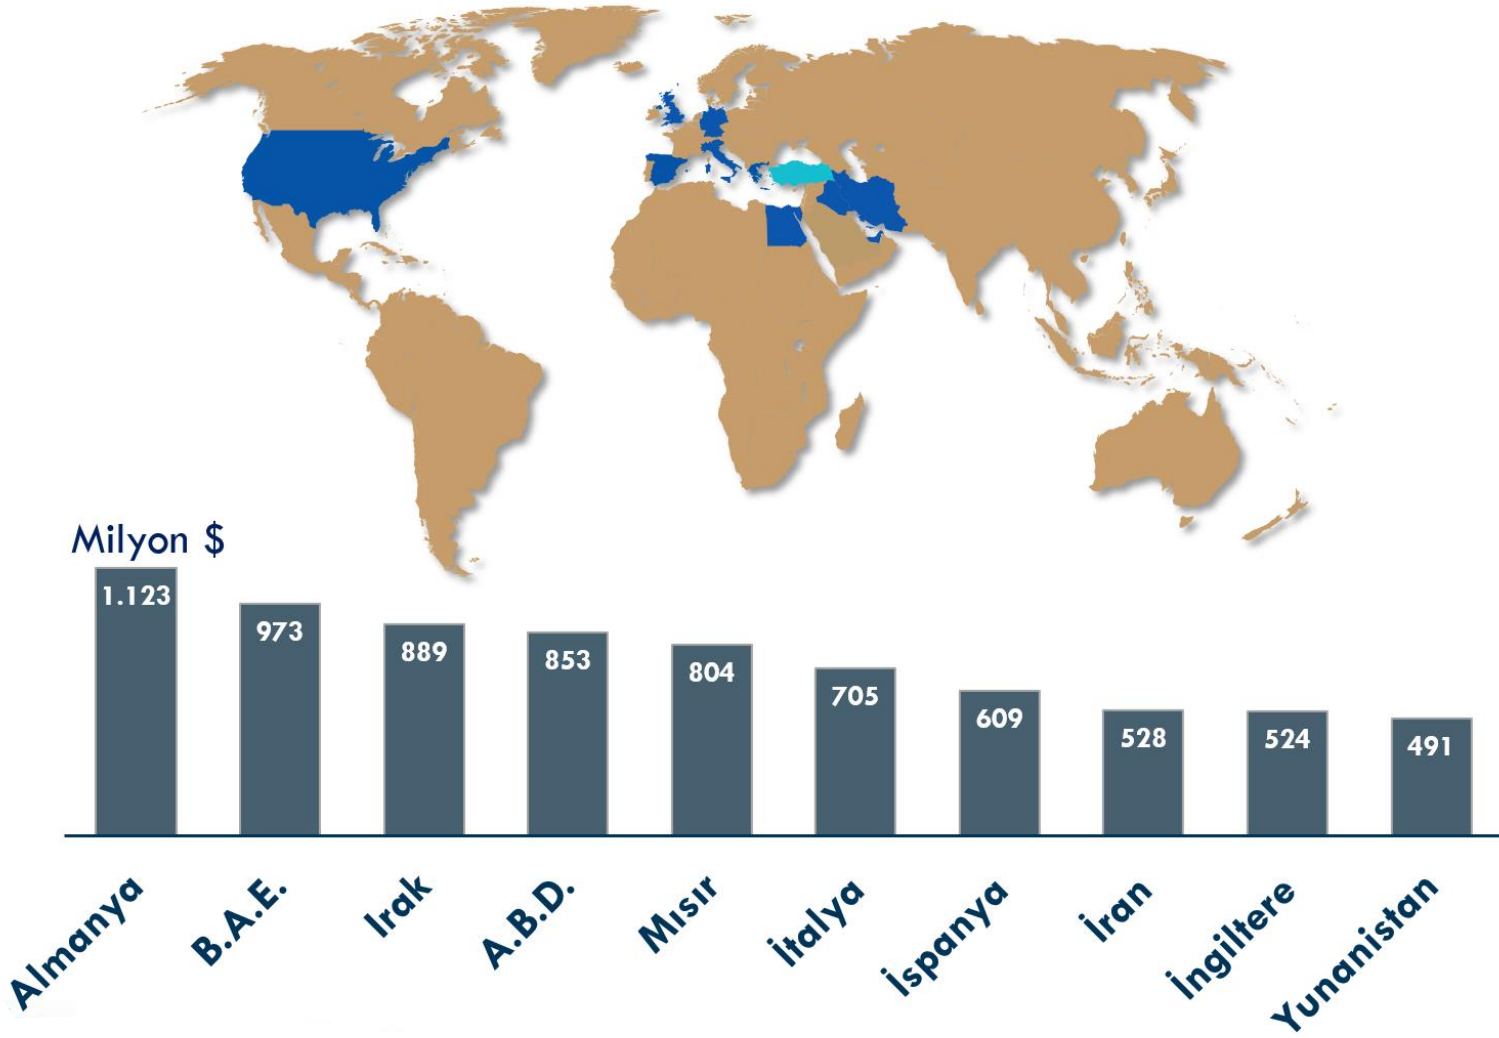 Milyon $
1.123
973
889
853
804
705
609
528
524
491
Almanya
B.A.E.
Irak
A.B.D.
Mısır
İtalya
İspanya
İran
İngiltere
Yunanistan